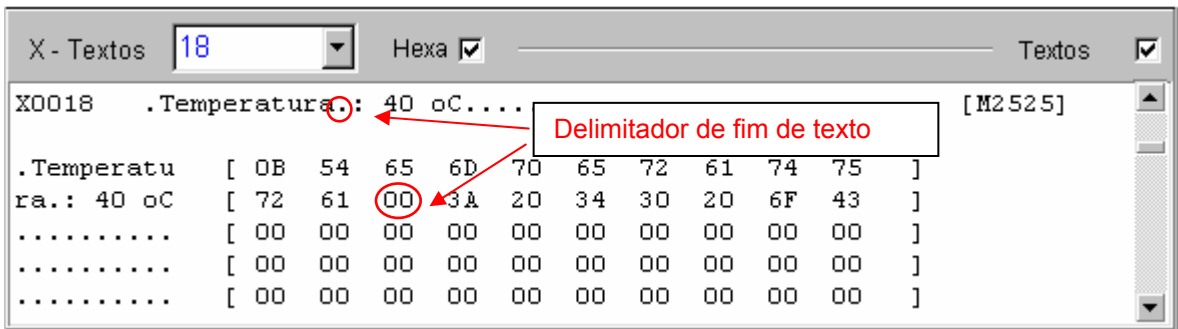 X - Textos 18 Hexa Textos
X0018 .Temperatura.: 40 oC.... [M2525]
Delimitador de fim de texto
.Temperatu [ 0B 54 65 6D 70 65 72 61 74 75 ]
ra.: 40 oC [ 72 61 00 3A 20 34 30 20 6F 43 ]
.......... [ 00 00 00 00 00 00 00 00 00 00 ]
.......... [ 00 00 00 00 00 00 00 00 00 00 ]
.......... [ 00 00 00 00 00 00 00 00 00 00 ]